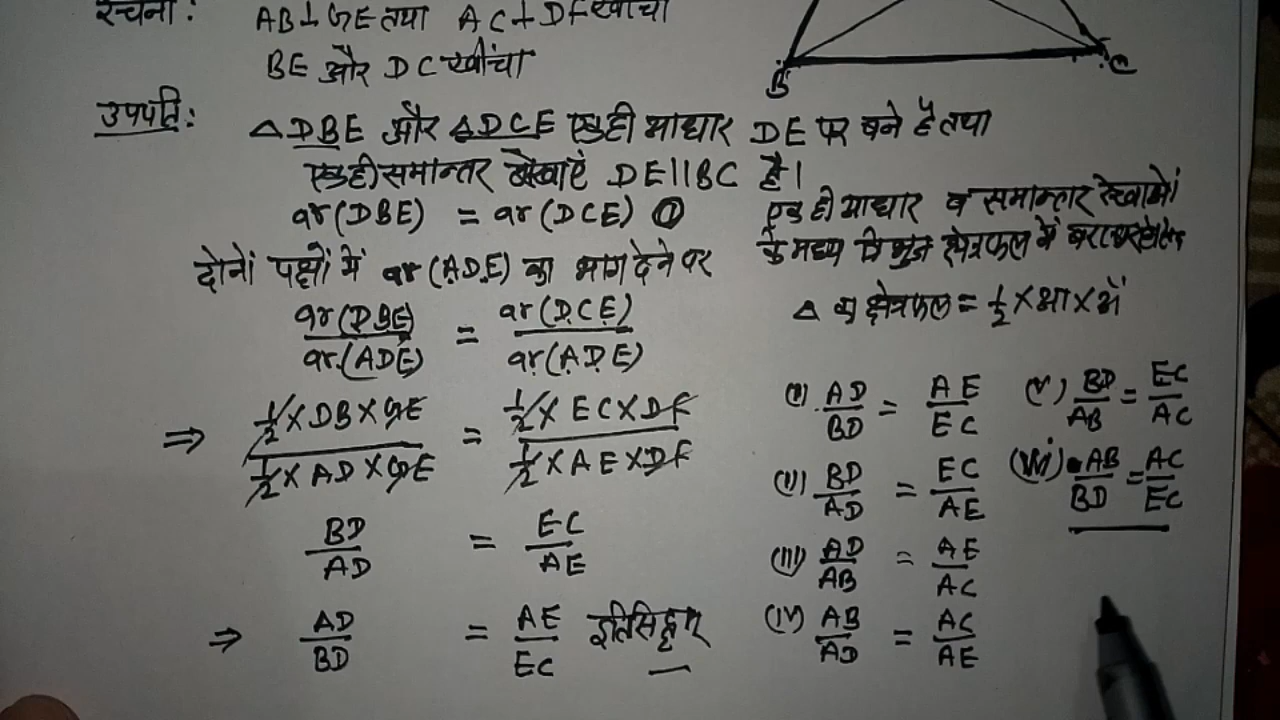 रचना: AB⊥GE तथा AC⊥DF खींचा
BE और DC खींचा
B C
उपपत्ति: △DBE और △DCE एक ही आधार DE पर बने है तथा
एक ही समान्तर रेखाएं DE||BC है।
ar(DBE) = ar(DCE) ①
एक ही आधार व समान्तर रेखाओं
के मध्य त्रिभुज क्षेत्रफल में बराबर होते है
दोनों पक्षों में ar(ADE) का भाग देने पर
△ का क्षेत्रफल = 1/2 × आ × ऊँ
ar(DBE)/ar(ADE) = ar(DCE)/ar(ADE)
⇒ 1/2 × DB × GE / 1/2 × AD × GE = 1/2 × EC × DF / 1/2 × AE × DF
BD/AD = EC/AE
⇒ AD/BD = AE/EC इतिसिद्धम्
(I) AD/BD = AE/EC
(II) BD/AD = EC/AE
(III) AD/AB = AE/AC
(IV) AB/AD = AC/AE
(V) BD/AB = EC/AC
(VI) AB/BD = AC/EC